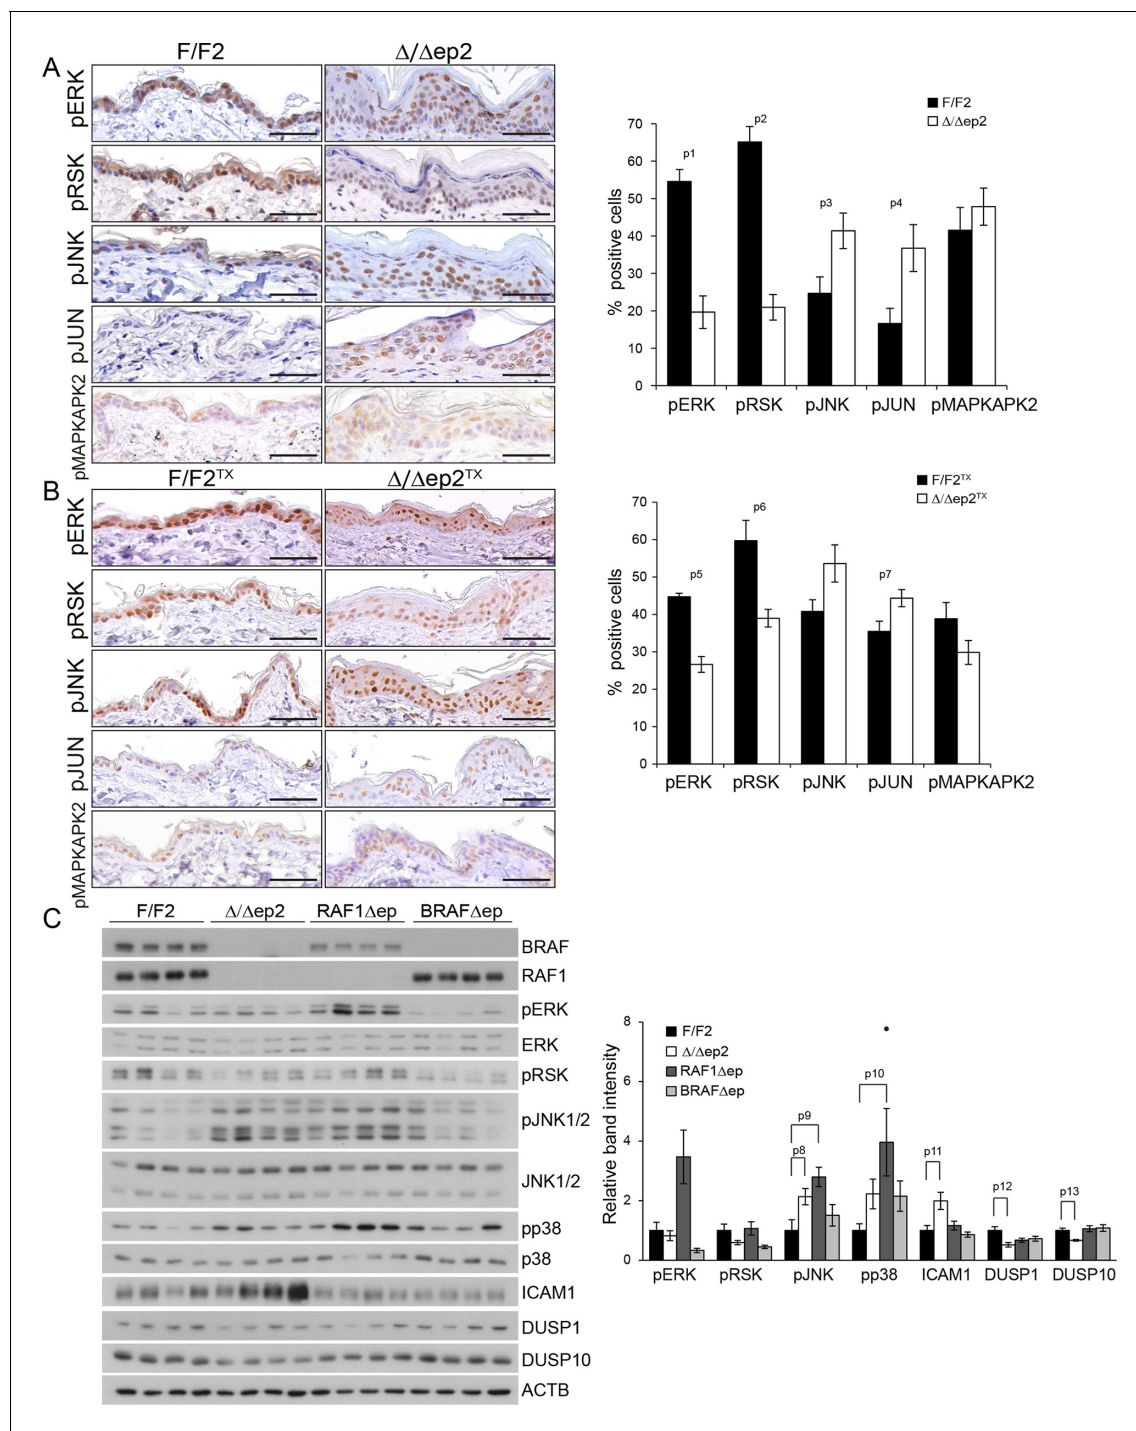 A
F/F2
Δ/Δep2
pERK
pRSK
pJNK
pJUN
pMAPKAPK2
F/F2
Δ/Δep2
% positive cells
70
60
50
40
30
20
10
0
p1
p2
p3
p4
pERK pRSK pJNK pJUN pMAPKAPK2
B
F/F2TX
Δ/Δep2TX
pERK
pRSK
pJNK
pJUN
pMAPKAPK2
F/F2TX
Δ/Δep2TX
% positive cells
70
60
50
40
30
20
10
0
p5
p6
p7
pERK pRSK pJNK pJUN pMAPKAPK2
C
F/F2 Δ/Δep2 RAF1Δep BRAFΔep
BRAF
RAF1
pERK
ERK
pRSK
pJNK1/2
JNK1/2
pp38
p38
ICAM1
DUSP1
DUSP10
ACTB
F/F2
Δ/Δep2
RAF1Δep
BRAFΔep
Relative band intensity
8
6
4
2
0
p8
p9
p10
p11
p12
p13
pERK pRSK pJNK pp38 ICAM1 DUSP1 DUSP10